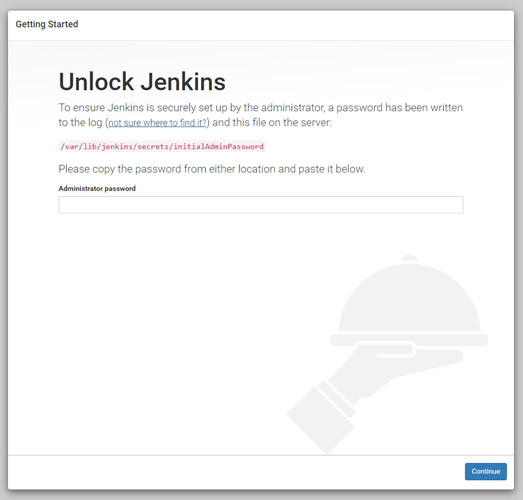 Getting Started
Unlock Jenkins
To ensure Jenkins is securely set up by the administrator, a password has been written
to the log (not sure where to find it?) and this file on the server:
/var/lib/jenkins/secrets/initialAdminPassword
Please copy the password from either location and paste it below.
Administrator password
Continue